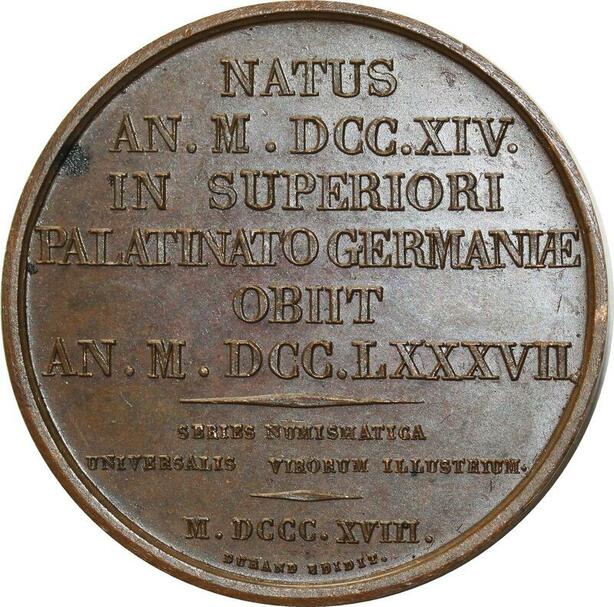 NATUS
AN. M. DCC. XIV.
IN SUPERIORI
PALATINATO GERMANIÆ
OBIIT
AN. M. DCC. LXXXVII
SERIES NUMISMATICA
UNIVERSALIS VIRORUM ILLUSTRIUM.
M. DCCC. XVIII.
DURAND EDIDIT.